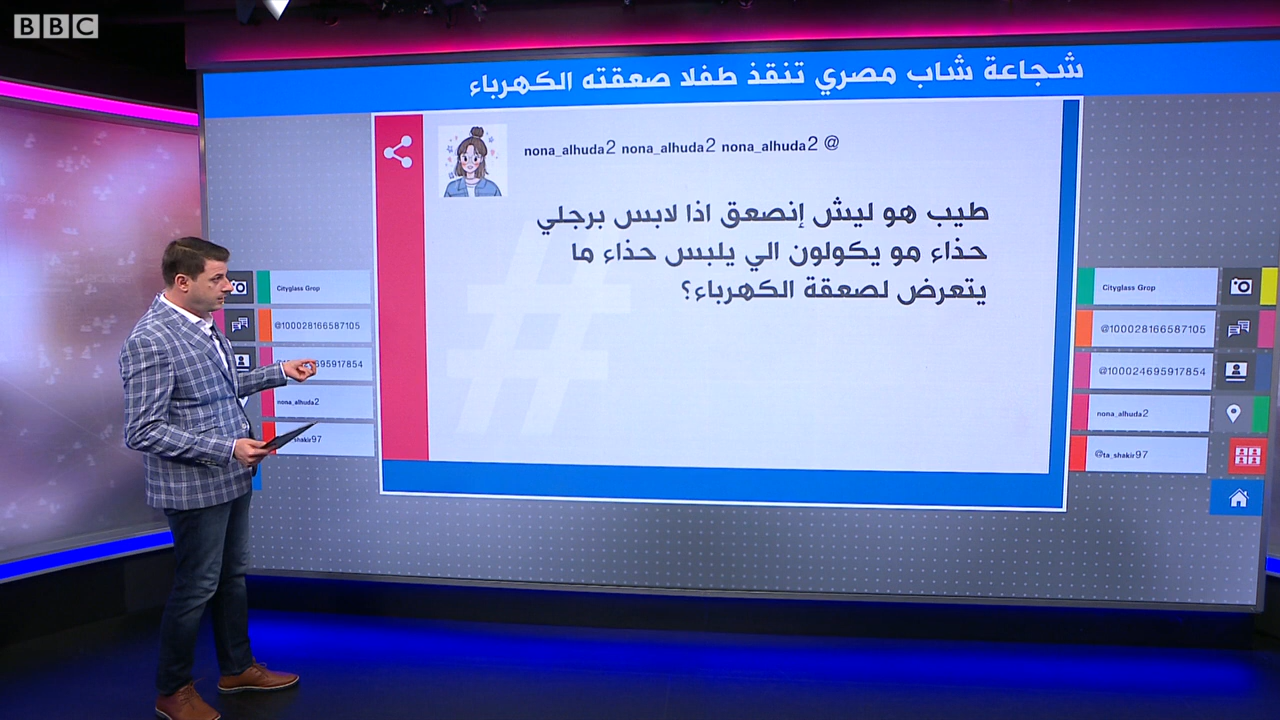 BBC
شجاعة شاب مصري تنقذ طفلا صعقته الكهرباء
nona_alhuda2 nona_alhuda2 nona_alhuda2 @
طيب هو ليش إنصعق اذا لابس برجلي
حذاء مو يكولون الي يلبس حذاء ما
يتعرض لصعقة الكهرباء؟
Cityglass Grop
@100028166587105
95917854
nona_alhuda2
shakir97
Cityglass Grop
@100028166587105
@100024695917854
nona_alhuda2
@ta_shakir97